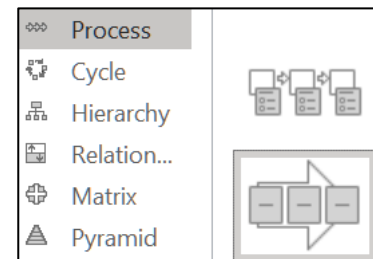 Process
Cycle
Hierarchy
Relation...
Matrix
Pyramid